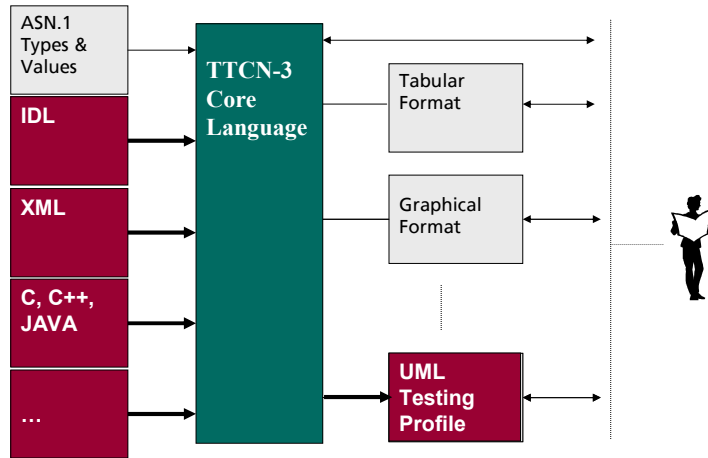 ASN.1
Types &
Values
IDL
XML
C, C++,
JAVA
...
TTCN-3
Core
Language
Tabular
Format
Graphical
Format
UML
Testing
Profile